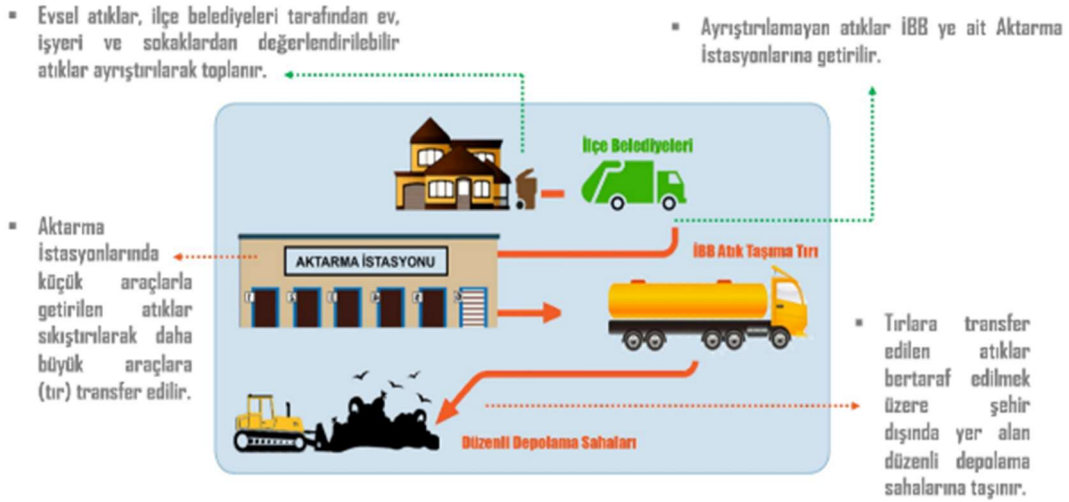 ▪ Evsel atıklar, ilçe belediyeleri tarafından ev,
işyeri ve sokaklardan değerlendirilebilir
atıklar ayrıştırılarak toplanır.
▪ Ayrıştırılamayan atıklar İBB ye ait Aktarma
İstasyonlarına getirilir.
İlçe Belediyeleri
▪ Aktarma
İstasyonlarında
küçük araçlarla
getirilen atıklar
sıkıştırılarak daha
büyük araçlara
(tır) transfer edilir.
AKTARMA İSTASYONU
İBB Atık Taşıma Tırı
▪ Tırlara transfer
edilen atıklar
bertaraf edilmek
üzere şehir
dışında yer alan
düzenli depolama
sahalarına taşınır.
Düzenli Depolama Sahaları